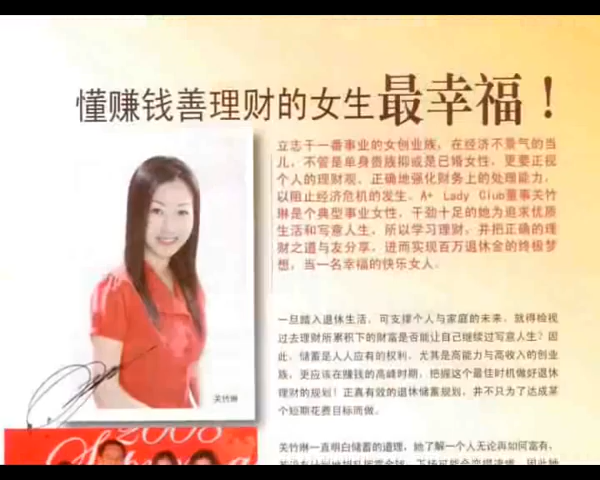 懂赚钱善理财的女生最幸福！
立志干一番事业的女创业族，在经济不景气的当
儿，不管是单身贵族抑或是已婚女性，更要正视
个人的理财观、正确地强化财务上的处理能力，
以阻止经济危机的发生。A+ Lady Club董事关竹
琳是个典型事业女性，干劲十足的她为追求优质
生活和写意人生，所以学习理财，并把正确的理
财之道与友分享，进而实现百万退休金的终极梦
想，当一名幸福的快乐女人。
一旦踏入退休生活，可支撑个人与家庭的未来，就得检视
过去理财所累积下的财富是否能让自己继续过写意人生？因
此，储蓄是人人应有的权利，尤其是高能力与高收入的创业
族，更应该在赚钱的高峰时期，把握这个最佳时机做好退休
理财的规划！正真有效的退休储蓄规划，并不只为了达成某
个短期花费目标而做。
关竹琳
关竹琳一直明白储蓄的道理，她了解一个人无论再如何富有，
2008